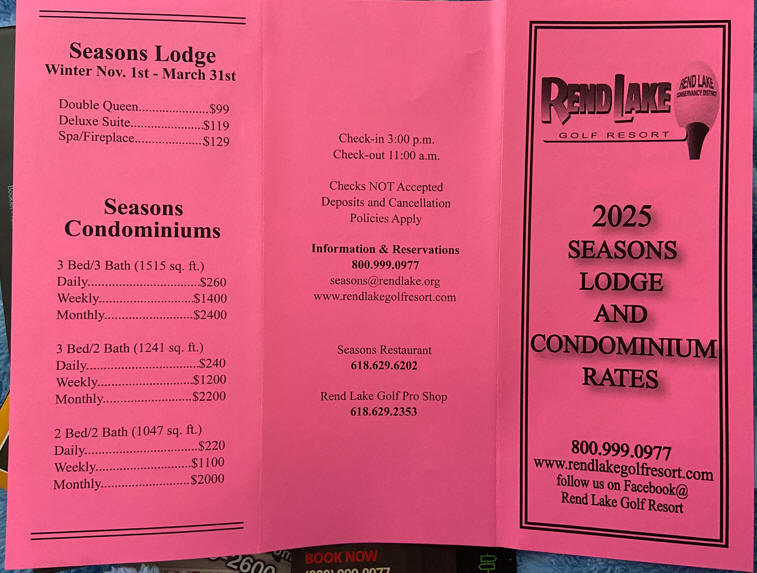 Seasons Lodge
Winter Nov. 1st - March 31st
Double Queen....................$99
Deluxe Suite.....................$119
Spa/Fireplace....................$129
Seasons
Condominiums
3 Bed/3 Bath (1515 sq. ft.)
Daily........................................$260
Weekly...........................$1400
Monthly.........................$2400
3 Bed/2 Bath (1241 sq. ft.)
Daily................................$240
Weekly...........................$1200
Monthly.........................$2200
2 Bed/2 Bath (1047 sq. ft.)
Daily................................$220
Weekly...........................$1100
Monthly.........................$2000
Check-in 3:00 p.m.
Check-out 11:00 a.m.
Checks NOT Accepted
Deposits and Cancellation
Policies Apply
Information & Reservations
800.999.0977
seasons@rendlake.org
www.rendlakegolfresort.com
Seasons Restaurant
618.629.6202
Rend Lake Golf Pro Shop
618.629.2353
REND LAKE
GOLF RESORT
REND LAKE
CONSERVANCY DISTRICT
2025
SEASONS
LODGE
AND
CONDOMINIUM
RATES
800.999.0977
www.rendlakegolfresort.com
follow us on Facebook@
Rend Lake Golf Resort
2600
BOOK NOW